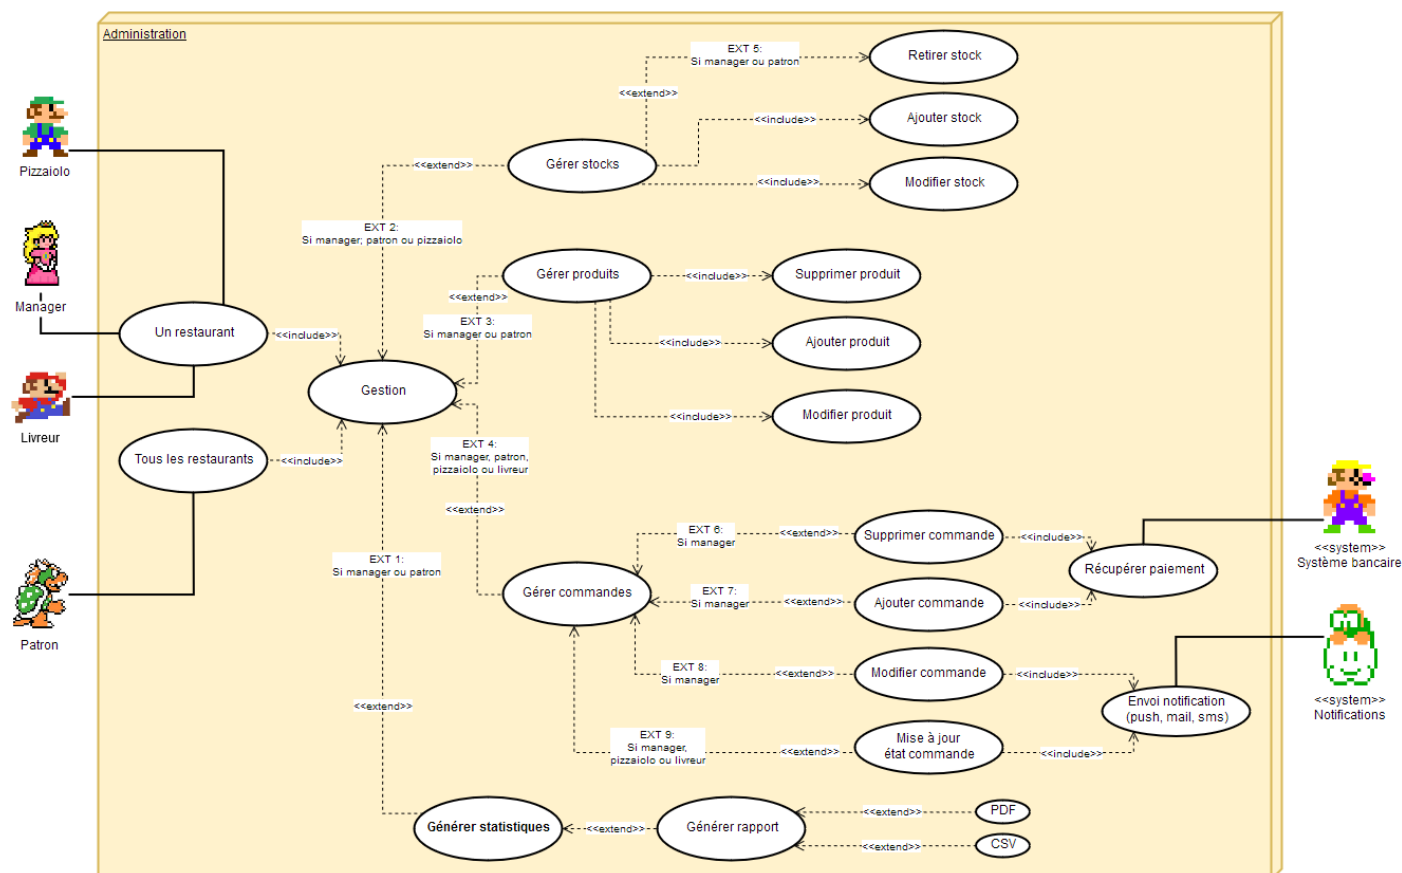 Administration
EXT 5:
Si manager ou patron
Retirer stock
<<extend>>
<<include>>
Ajouter stock
Pizzaiolo
<<extend>>
Gérer stocks
<<include>>
Modifier stock
EXT 2:
Si manager; patron ou pizzaiolo
Manager
Gérer produits
<<include>>
Supprimer produit
<<extend>>
EXT 3:
Si manager ou patron
Un restaurant
<<include>>
<<include>>
Ajouter produit
Gestion
<<include>>
Modifier produit
Livreur
EXT 4:
Si manager, patron,
pizzaiolo ou livreur
Tous les restaurants
<<include>>
<<extend>>
EXT 6:
Si manager
<<extend>>
Supprimer commande
<<include>>
<<system>>
Système bancaire
EXT 1:
Si manager ou patron
Récupérer paiement
Gérer commandes
EXT 7:
Si manager
<<extend>>
Ajouter commande
<<include>>
Patron
EXT 8:
Si manager
<<extend>>
Modifier commande
<<include>>
<<extend>>
Envoi notification
(push, mail, sms)
<<system>>
Notifications
EXT 9:
Si manager,
pizzaiolo ou livreur
<<extend>>
Mise à jour
état commande
<<include>>
Générer statistiques
<<extend>>
Générer rapport
<<extend>>
PDF
<<extend>>
CSV